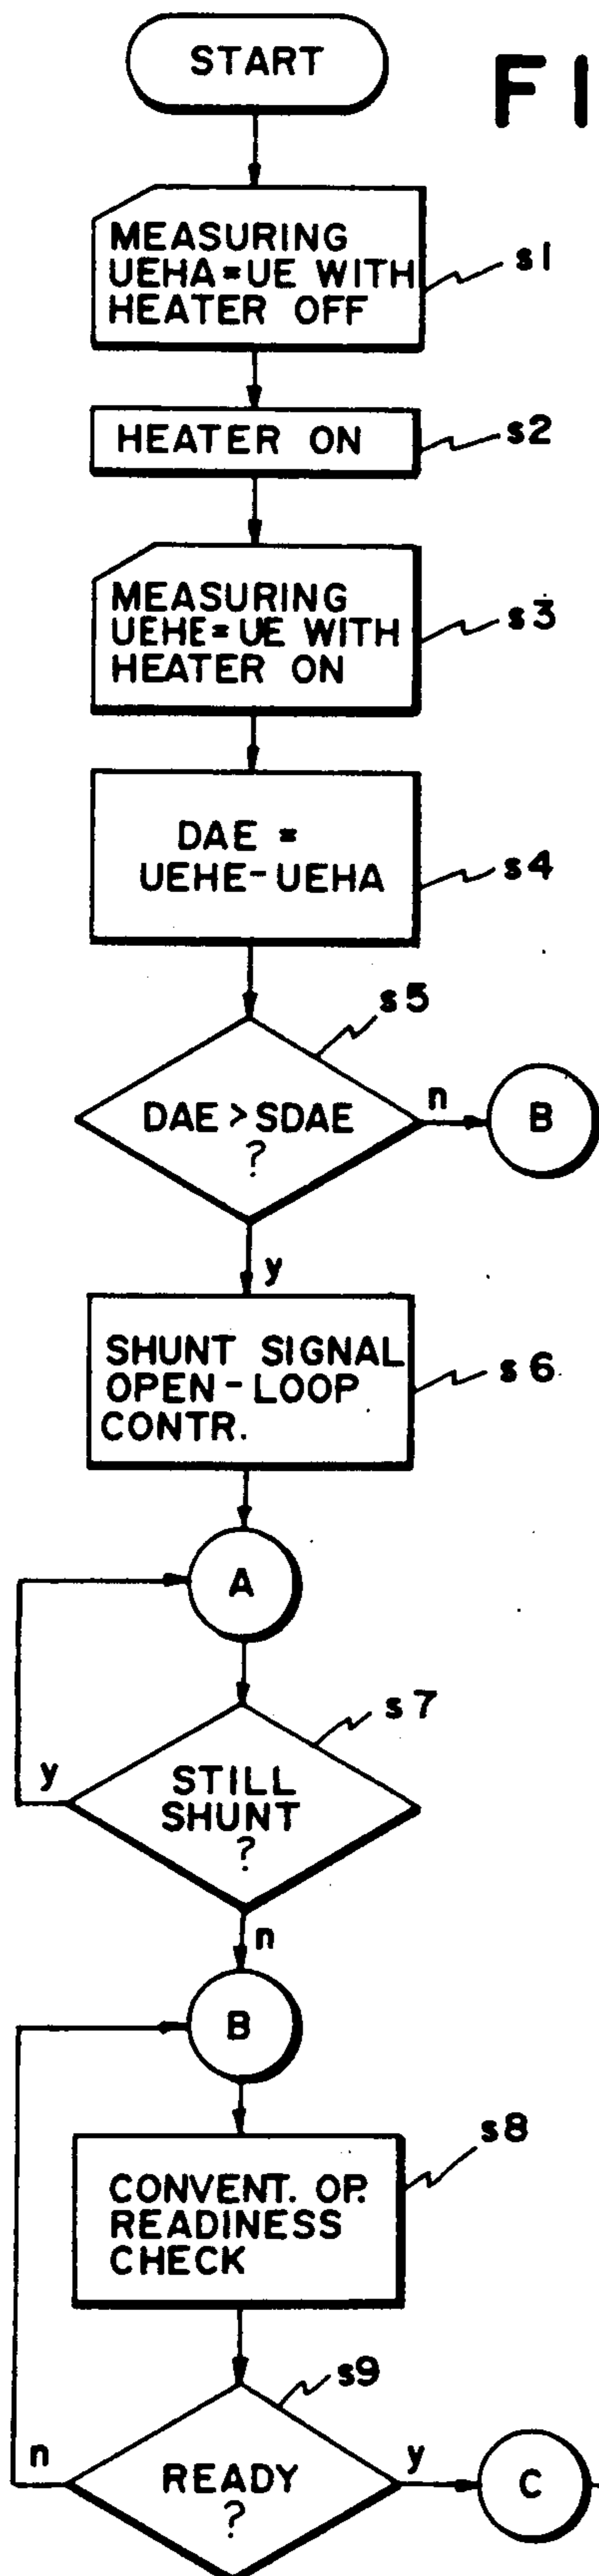 START
FI
MEASURING
UEHA=UE WITH
HEATER OFF
s1
HEATER ON
s2
MEASURING
UEHE=UE WITH
HEATER ON
s3
DAE =
UEHE-UEHA
s4
s5
DAE>SDAE
?
n
B
y
SHUNT SIGNAL
OPEN-LOOP
CONTR.
s6
A
s7
y
STILL
SHUNT
?
n
B
s8
CONVENT. OP.
READINESS
CHECK
s9
n
READY
?
y
C